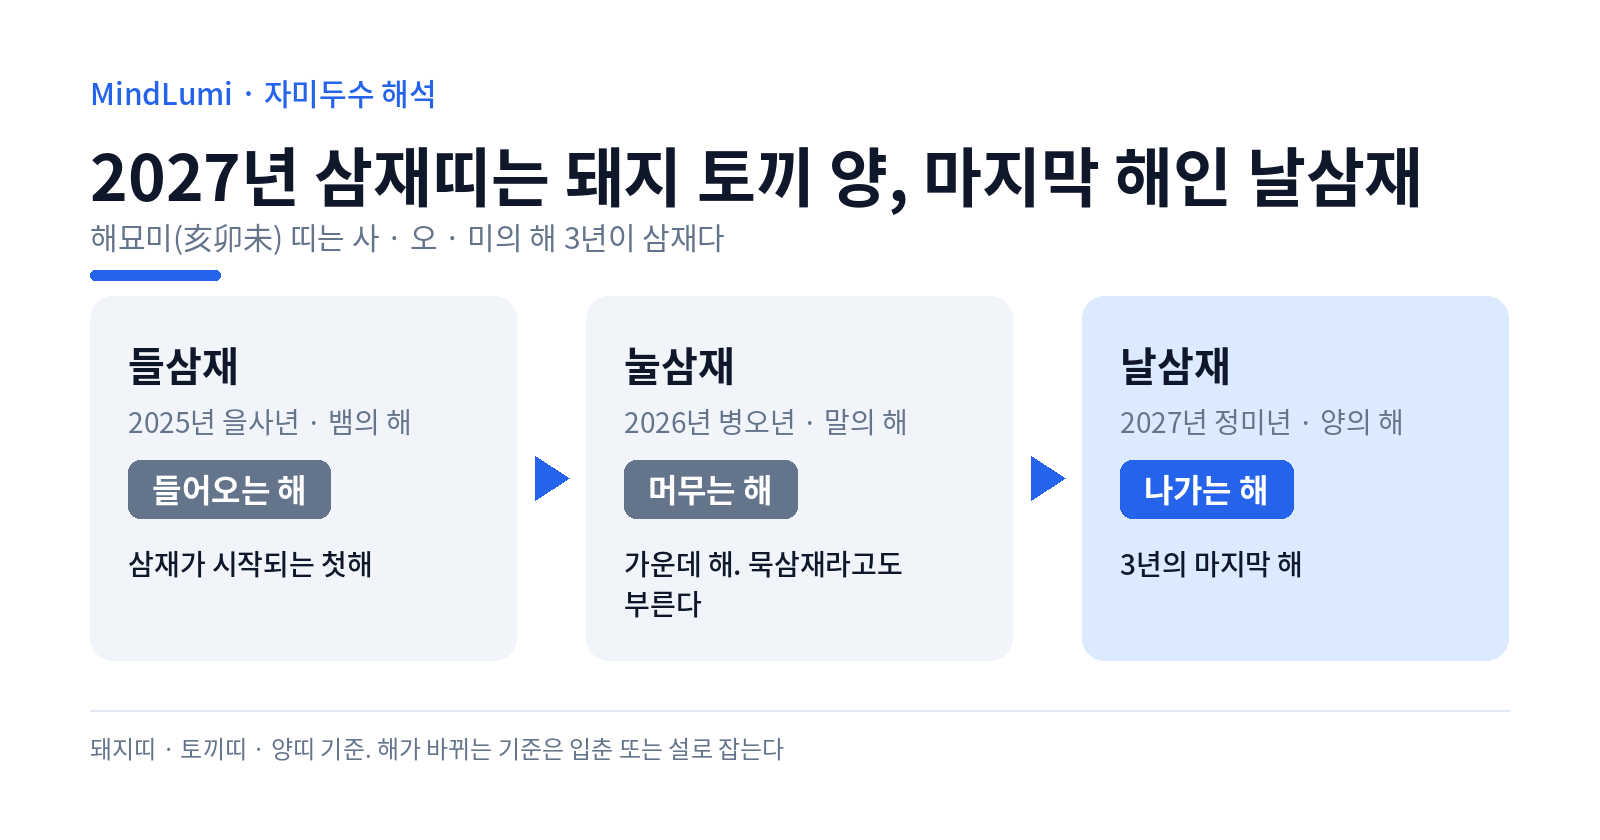 MindLumi · 자미두수 해석
2027년 삼재띠는 돼지 토끼 양, 마지막 해인 날삼재
해묘미(亥卯未) 띠는 사 · 오 · 미의 해 3년이 삼재다
들삼재
2025년 을사년 · 뱀의 해
들어오는 해
삼재가 시작되는 첫해
눌삼재
2026년 병오년 · 말의 해
머무는 해
가운데 해. 묵삼재라고도
부른다
날삼재
2027년 정미년 · 양의 해
나가는 해
3년의 마지막 해
돼지띠 · 토끼띠 · 양띠 기준. 해가 바뀌는 기준은 입춘 또는 설로 잡는다